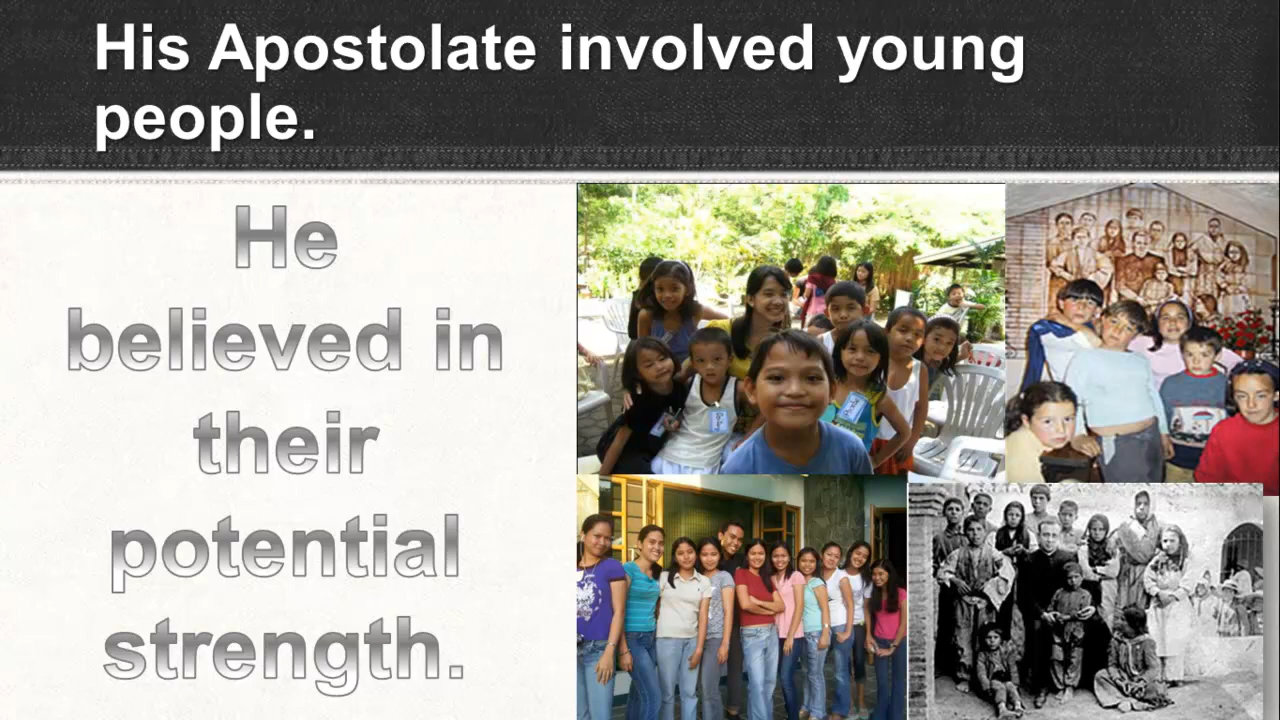 His Apostolate involved young
people.
He
believed in
their
potential
strength.